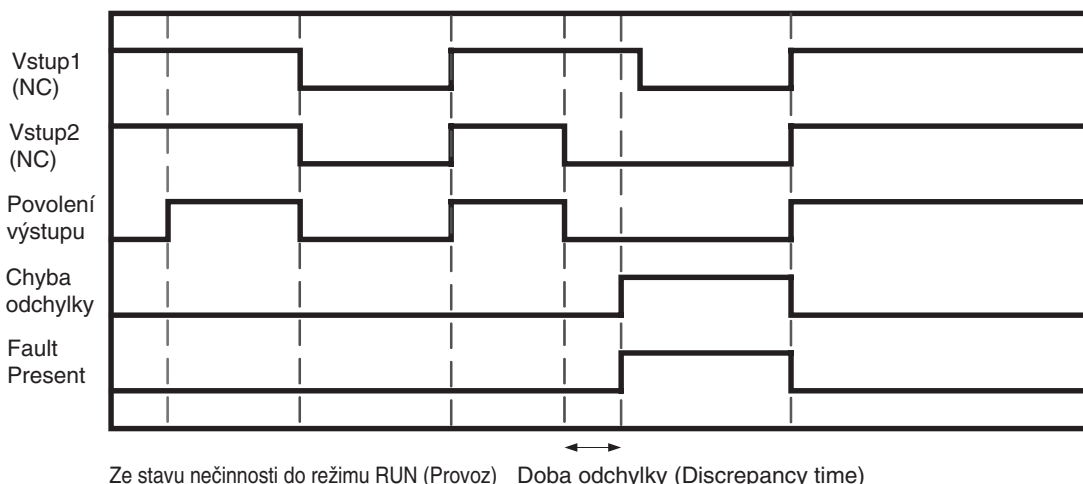 Vstup1
(NC)
Vstup2
(NC)
Povolení
výstupu
Chyba
odchylky
Fault
Present
Ze stavu nečinnosti do režimu RUN (Provoz) Doba odchylky (Discrepancy time)